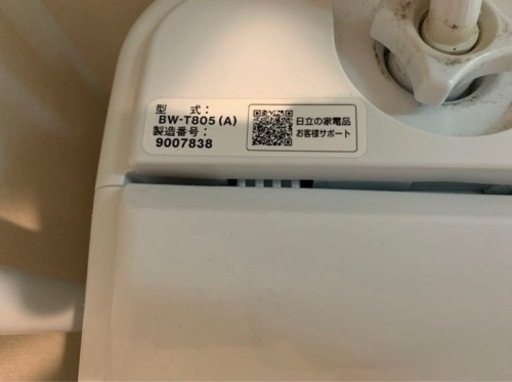 型　式：
BW-T805(A)
製造番号：
9007838
日立の家電品
お客様サポート